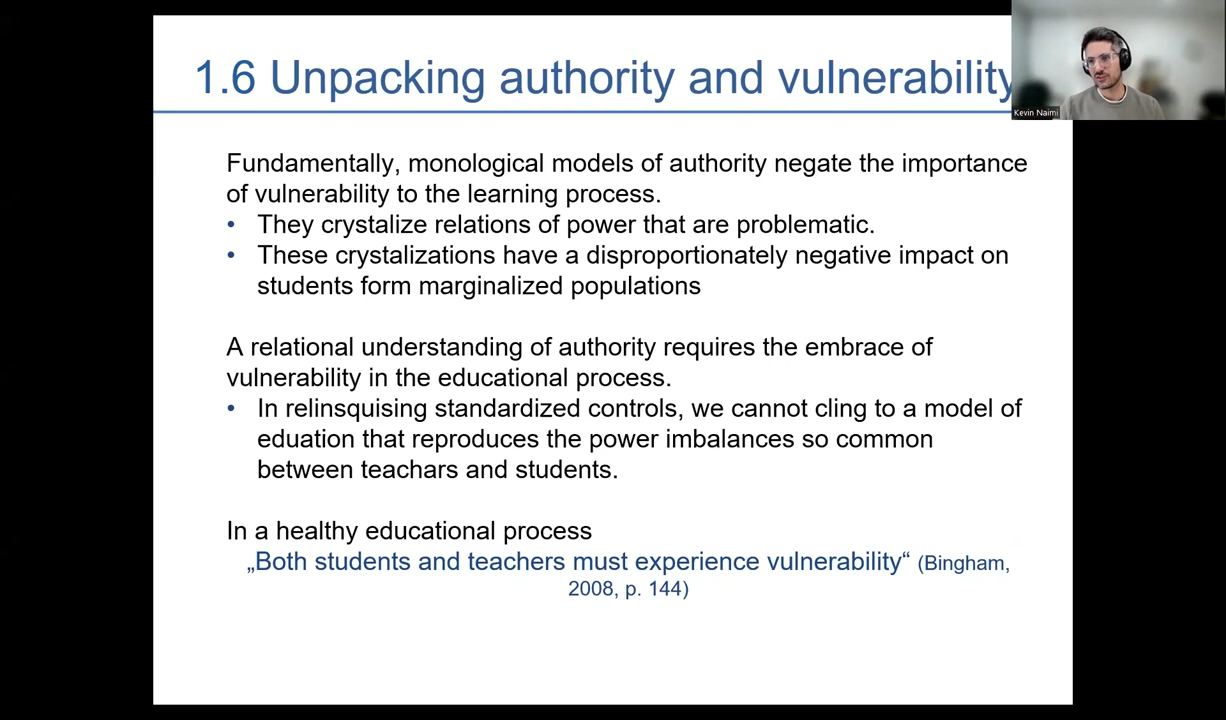 1.6 Unpacking authority and vulnerability
Kevin Naimi
Fundamentally, monological models of authority negate the importance
of vulnerability to the learning process.
• They crystalize relations of power that are problematic.
• These crystalizations have a disproportionately negative impact on
students form marginalized populations
A relational understanding of authority requires the embrace of
vulnerability in the educational process.
• In relinsquising standardized controls, we cannot cling to a model of
eduation that reproduces the power imbalances so common
between teachars and students.
In a healthy educational process
„Both students and teachers must experience vulnerability“ (Bingham,
2008, p. 144)